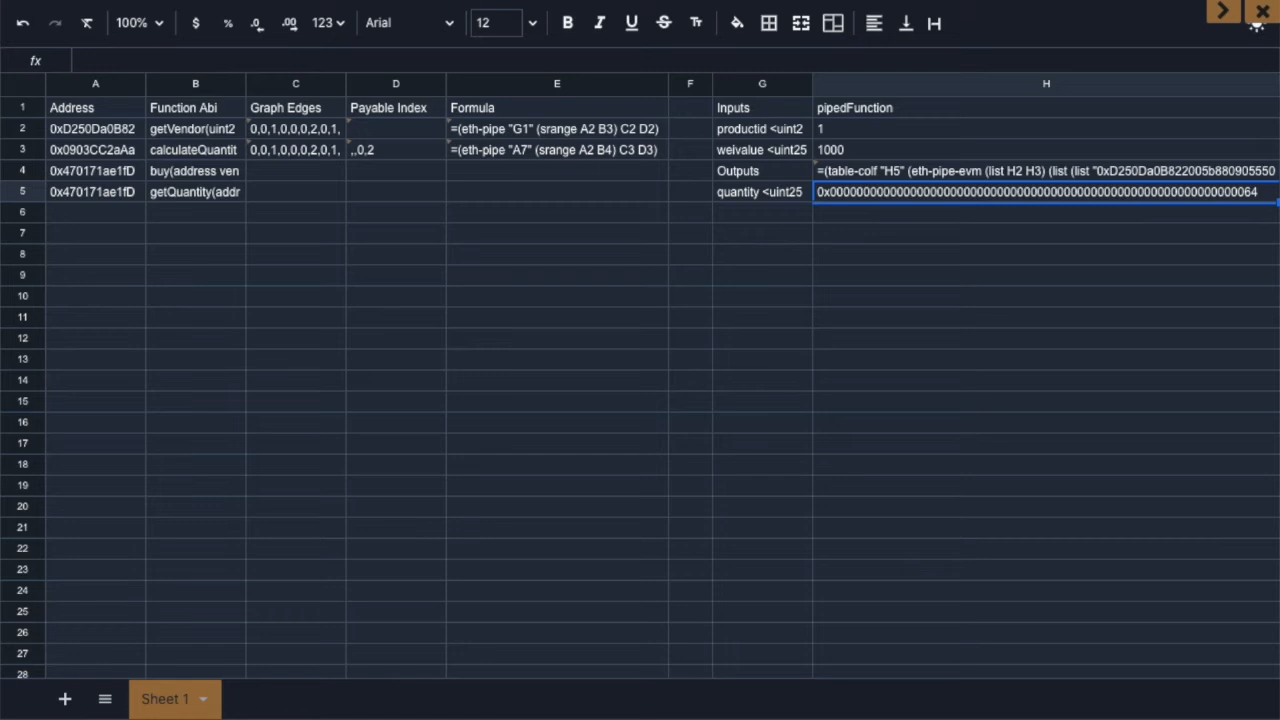 100% $ % .0 .00 123 Arial 12 B I U S Tr
fx
A B C D E F G H
1 Address Function Abi Graph Edges Payable Index Formula Inputs pipedFunction
2 0xD250Da0B82 getVendor(uint2 0,0,1,0,0,0,2,0,1, =(eth-pipe "G1" (srange A2 B3) C2 D2) productid <uint2 1
3 0x0903CC2aAa calculateQuantit 0,0,1,0,0,0,2,0,1, ,,0,2 =(eth-pipe "A7" (srange A2 B4) C3 D3) weivalue <uint25 1000
4 0x470171ae1fD buy(address ven Outputs =(table-colf "H5" (eth-pipe-evm (list H2 H3) (list (list "0xD250Da0B822005b880905550
5 0x470171ae1fD getQuantity(addr quantity <uint25 0x0000000000000000000000000000000000000000000000000000000000000064
6
7
8
9
10
11
12
13
14
15
16
17
18
19
20
21
22
23
24
25
26
27
28
Sheet 1